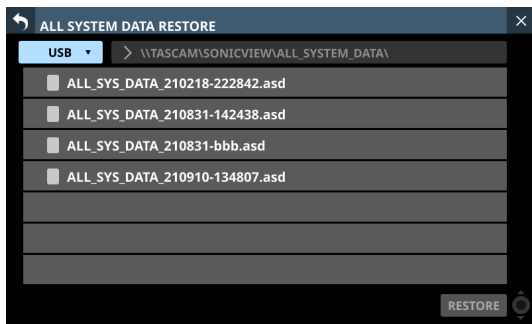 ALL SYSTEM DATA RESTORE
USB \\TASCAM\SONICVIEW\ALL_SYSTEM_DATA\
ALL_SYS_DATA_210218-222842.asd
ALL_SYS_DATA_210831-142438.asd
ALL_SYS_DATA_210831-bbb.asd
ALL_SYS_DATA_210910-134807.asd
RESTORE